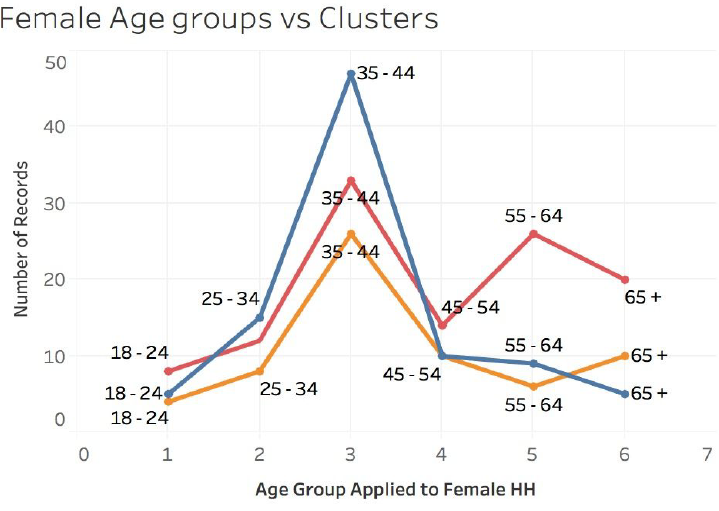 Female Age groups vs Clusters
Number of Records
50
40
30
20
10
0
35 - 44
35 - 44
35 - 44
55 - 64
25 - 34
65 +
45 - 54
18 - 24
55 - 64
65 +
45 - 54
25 - 34
18 - 24
65 +
55 - 64
18 - 24
0 1 2 3 4 5 6 7
Age Group Applied to Female HH